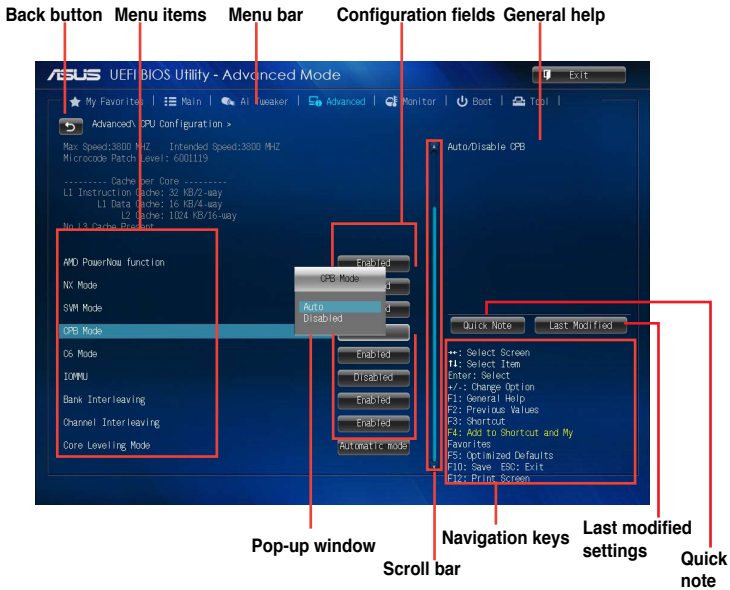 Back button Menu items Menu bar Configuration fields General help
ASUS UEFI BIOS Utility - Advanced Mode
Exit
My Favorites | Main | Ai Tweaker | Advanced | Monitor | Boot | Tool |
Advanced\ CPU Configuration >
Max Speed:3800 MHZ Intended Speed:3800 MHZ
Microcode Patch Level: 6001119
--------- Cache per Core ---------
L1 Instruction Cache: 32 KB/2-way
L1 Data Cache: 16 KB/4-way
L2 Cache: 1024 KB/16-way
No L3 Cache Present
AMD PowerNow function Enabled
NX Mode
SVM Mode
CPB Mode
C6 Mode Enabled
IOMMU Disabled
Bank Interleaving Enabled
Channel Interleaving Enabled
Core Leveling Mode Automatic mode
CPB Mode
Auto
Disabled
Auto/Disable CPB
Quick Note Last Modified
→←: Select Screen
↑↓: Select Item
Enter: Select
+/-: Change Option
F1: General Help
F2: Previous Values
F3: Shortcut
F4: Add to Shortcut and My
Favorites
F5: Optimized Defaults
F10: Save ESC: Exit
F12: Print Screen
Pop-up window
Scroll bar
Navigation keys
Last modified
settings
Quick
note